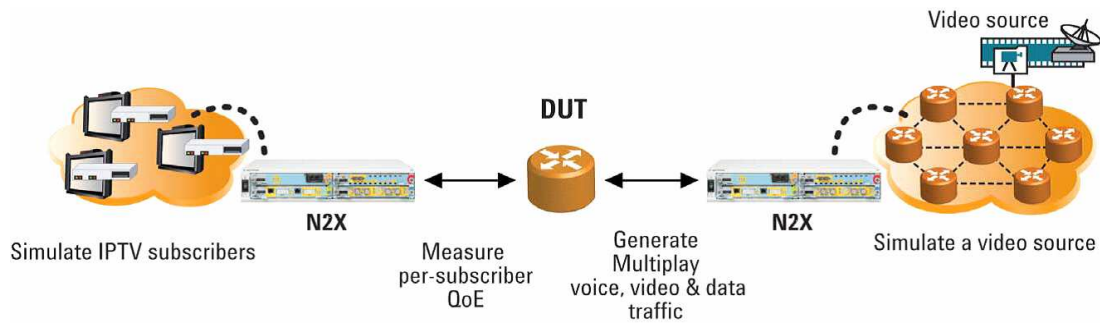 Video source
DUT
N2X
N2X
Simulate IPTV subscribers
Measure
per-subscriber
QoE
Generate
Multiplay
voice, video & data
traffic
Simulate a video source